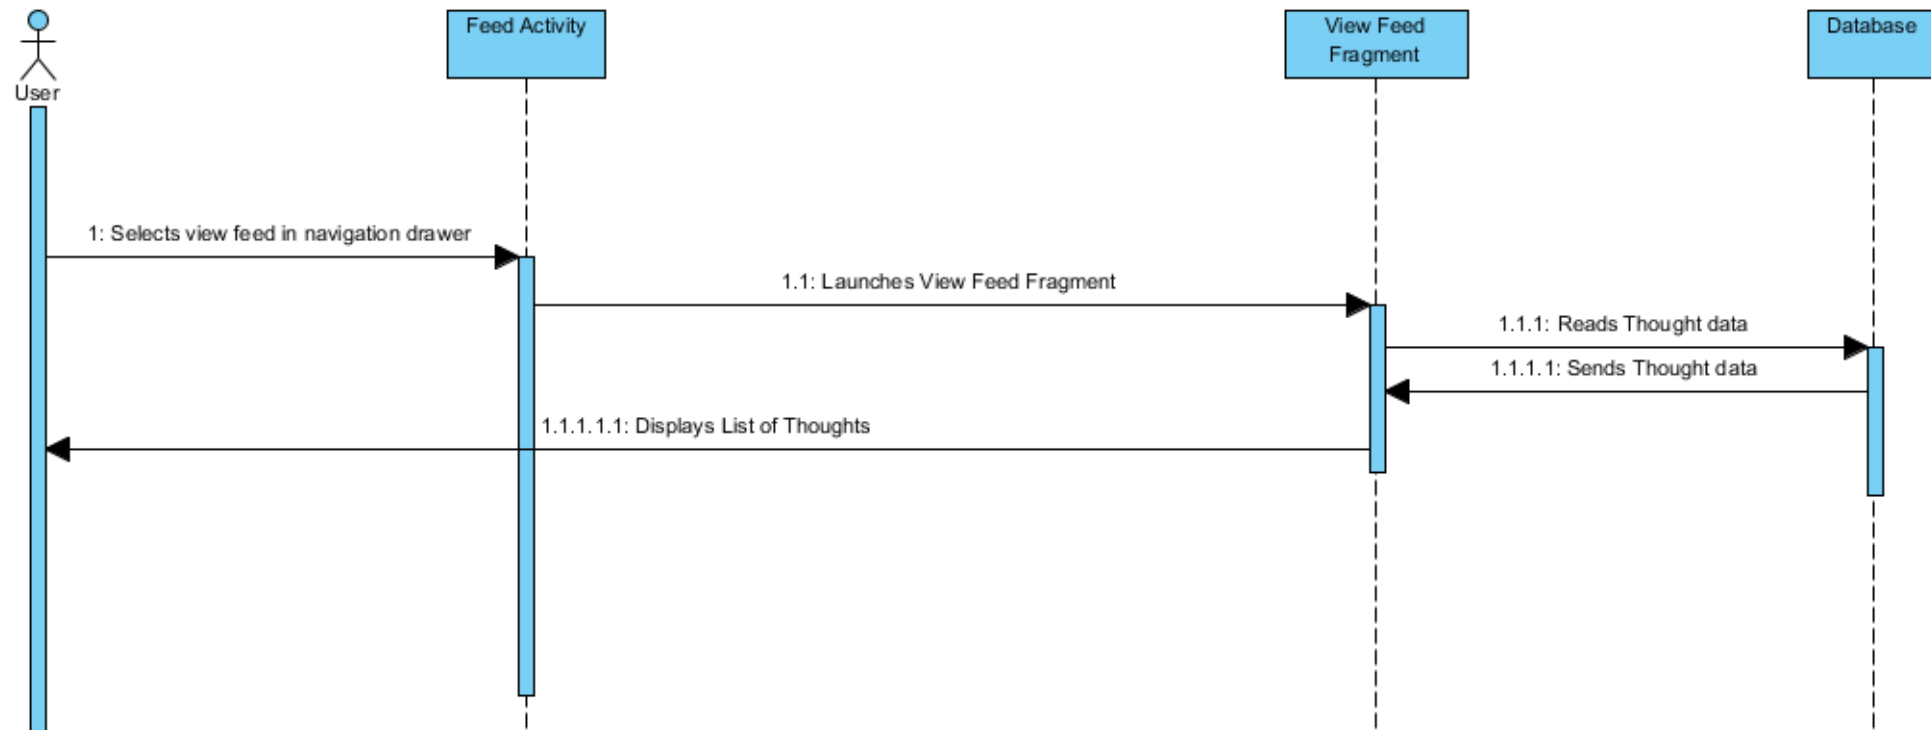 Feed Activity
View Feed
Fragment
Database
User
1: Selects view feed in navigation drawer
1.1: Launches View Feed Fragment
1.1.1: Reads Thought data
1.1.1.1: Sends Thought data
1.1.1.1.1: Displays List of Thoughts